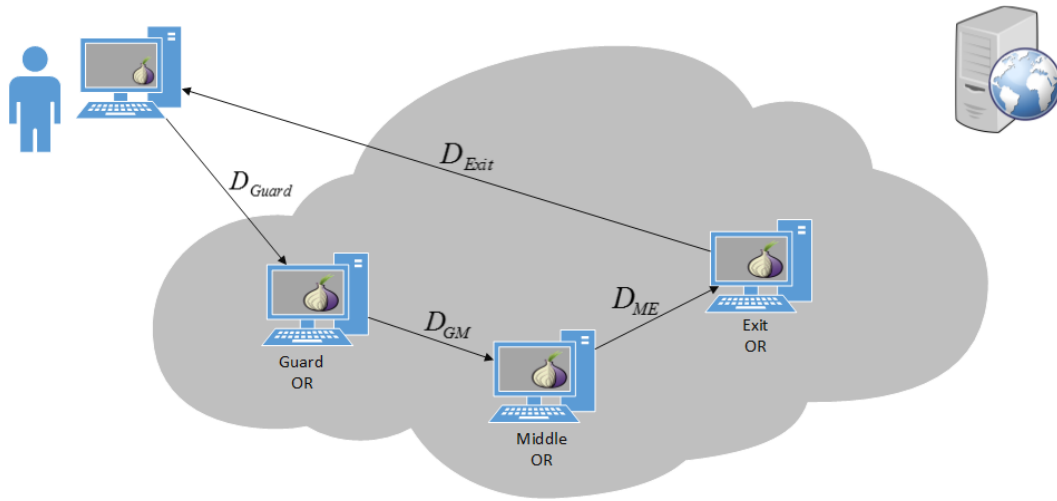 D_Exit
D_Guard
D_ME
D_GM
Exit
OR
Guard
OR
Middle
OR